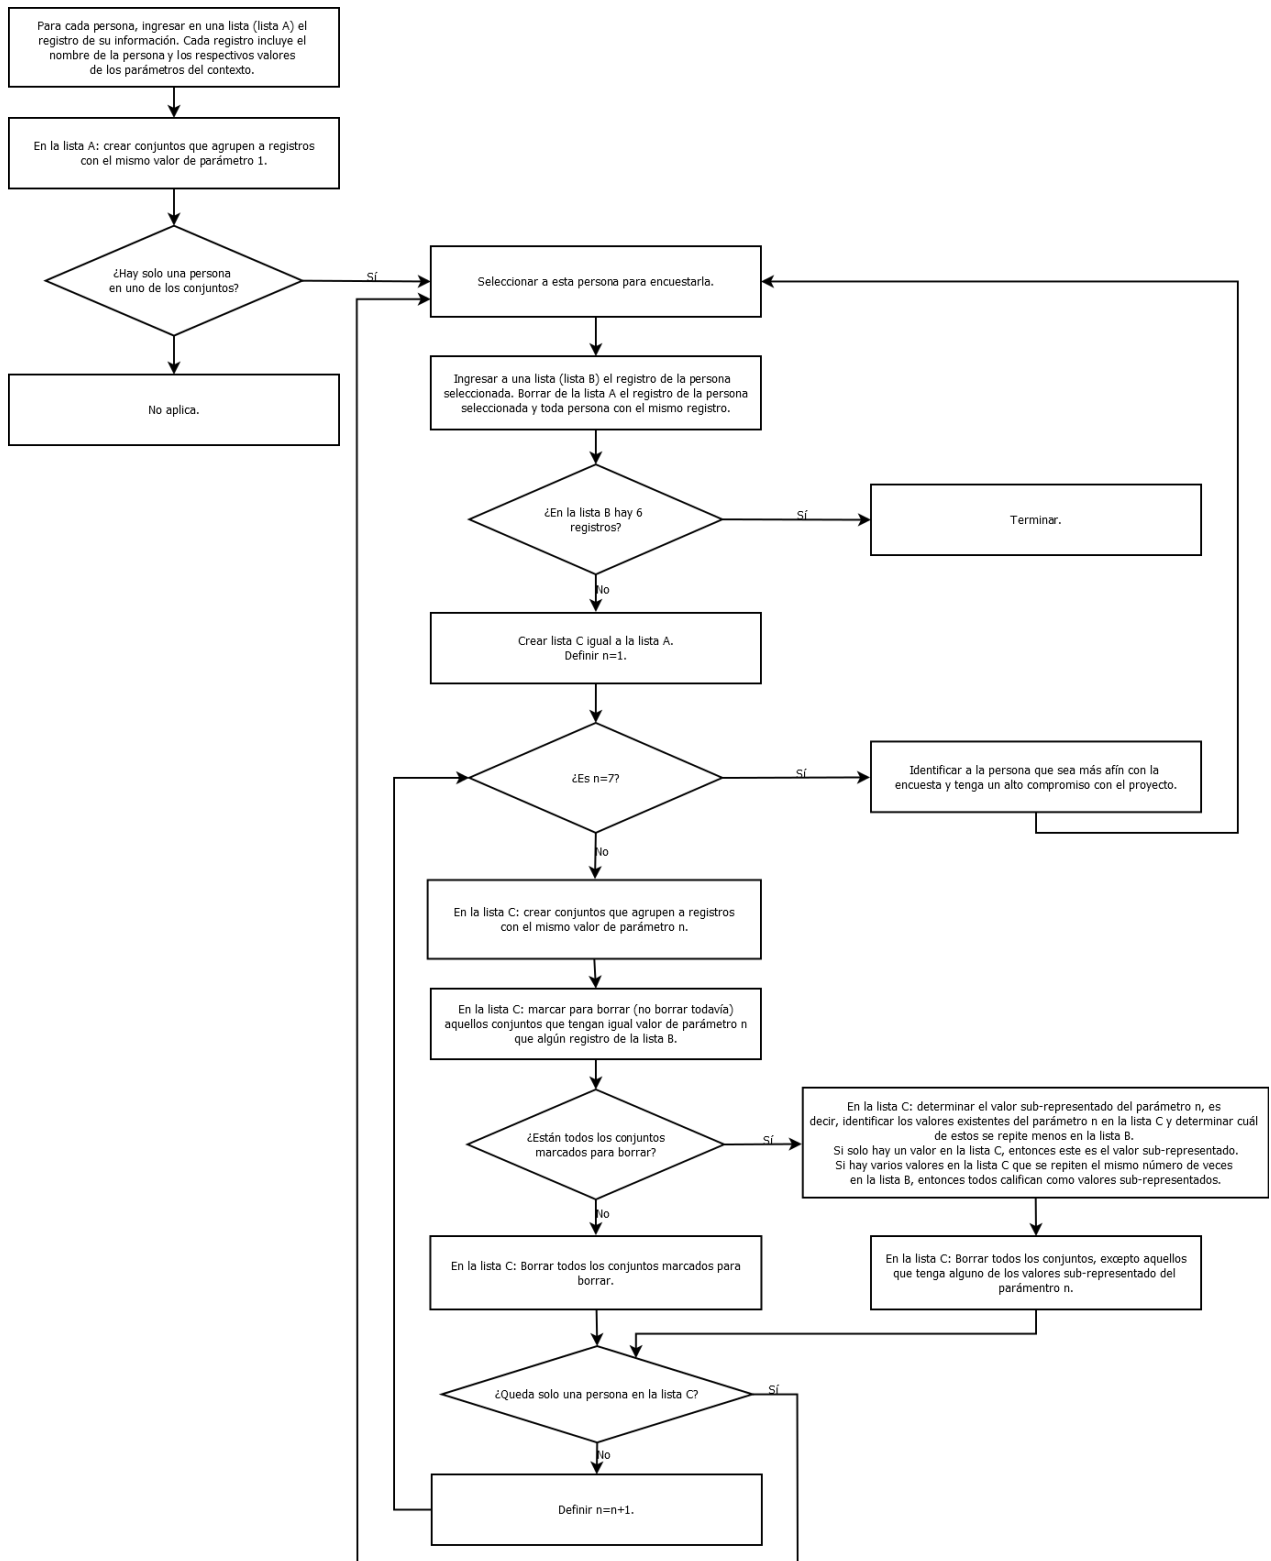 Para cada persona, ingresar en una lista (lista A) el
registro de su información. Cada registro incluye el
nombre de la persona y los respectivos valores
de los parámetros del contexto.
En la lista A: crear conjuntos que agrupen a registros
con el mismo valor de parámetro 1.
¿Hay solo una persona
en uno de los conjuntos?
Sí
No aplica.
Seleccionar a esta persona para encuestarla.
Ingresar a una lista (lista B) el registro de la persona
seleccionada. Borrar de la lista A el registro de la persona
seleccionada y toda persona con el mismo registro.
¿En la lista B hay 6
registros?
Sí
Terminar.
No
Crear lista C igual a la lista A.
Definir n=1.
¿Es n=7?
Sí
Identificar a la persona que sea más afín con la
encuesta y tenga un alto compromiso con el proyecto.
No
En la lista C: crear conjuntos que agrupen a registros
con el mismo valor de parámetro n.
En la lista C: marcar para borrar (no borrar todavía)
aquellos conjuntos que tengan igual valor de parámetro n
que algún registro de la lista B.
¿Están todos los conjuntos
marcados para borrar?
Sí
En la lista C: determinar el valor sub-representado del parámetro n, es
decir, identificar los valores existentes del parámetro n en la lista C y determinar cuál
de estos se repite menos en la lista B.
Si solo hay un valor en la lista C, entonces este es el valor sub-representado.
Si hay varios valores en la lista C que se repiten el mismo número de veces
en la lista B, entonces todos califican como valores sub-representados.
No
En la lista C: Borrar todos los conjuntos marcados para
borrar.
En la lista C: Borrar todos los conjuntos, excepto aquellos
que tenga alguno de los valores sub-representado del
parámentro n.
¿Queda solo una persona en la lista C?
Sí
No
Definir n=n+1.